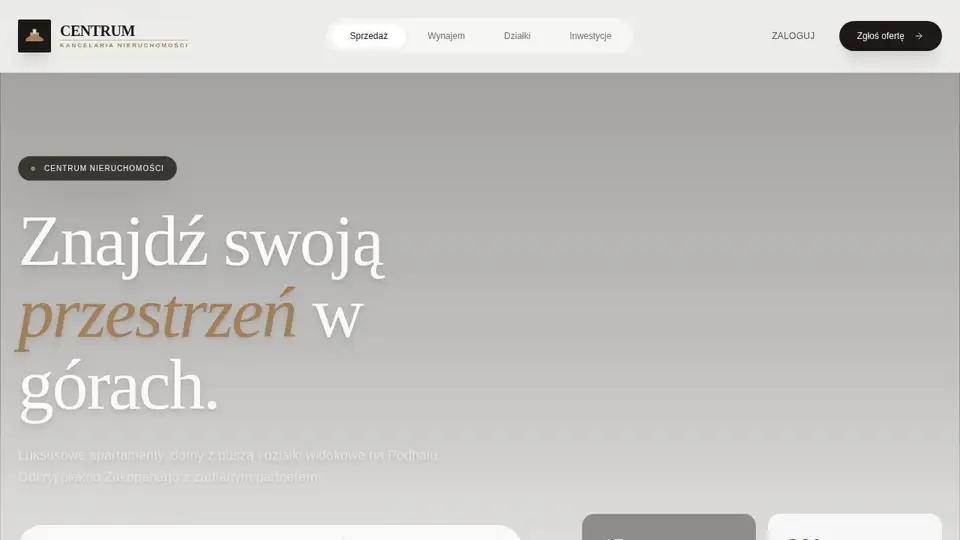 CENTRUM
KANCELARIA NIERUCHOMOŚCI
Sprzedaż
Wynajem
Działki
Inwestycje
ZALOGUJ
Zgłoś ofertę
CENTRUM NIERUCHOMOŚCI
Znajdź swoją
przestrzeń w
górach.
Luksusowe apartamenty, domy z duszą i działki widokowe na Podhalu.
Odkryj piękno Zakopanego z zaufanym partnerem.